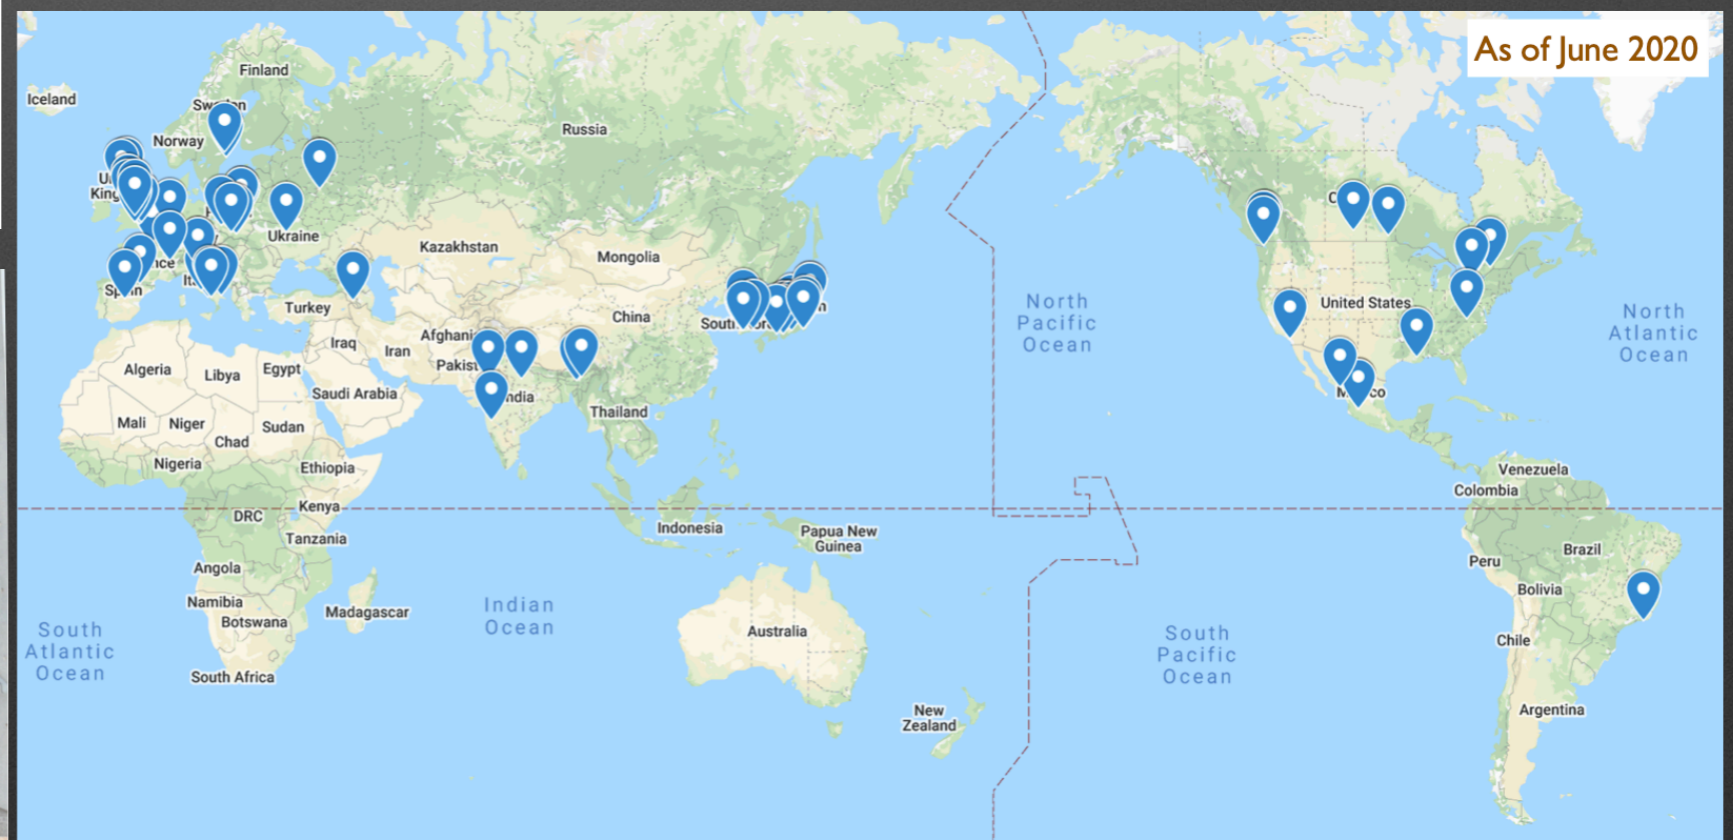 As of June 2020
Finland
Iceland
Norway
Russia
Ukraine
Kazakhstan
Mongolia
Turkey
China
United States
North
Pacific
Ocean
North
Atlantic
Ocean
Iraq
Iran
Algeria
Libya
Egypt
Saudi Arabia
Thailand
Mali
Niger
Chad
Sudan
Nigeria
Ethiopia
Venezuela
Colombia
DRC
Kenya
Tanzania
Indonesia
Papua New
Guinea
Peru
Brazil
Angola
Bolivia
Namibia
Botswana
Madagascar
Indian
Ocean
South
Atlantic
Ocean
Australia
South
Pacific
Ocean
Chile
South Africa
New
Zealand
Argentina